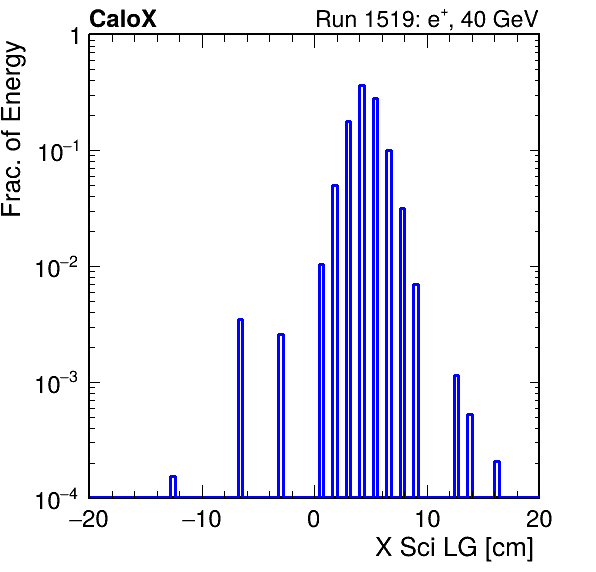 CaloX Run 1519: e⁺, 40 GeV
Frac. of Energy
1
10⁻¹
10⁻²
10⁻³
10⁻⁴
−20 −10 0 10 20
X Sci LG [cm]